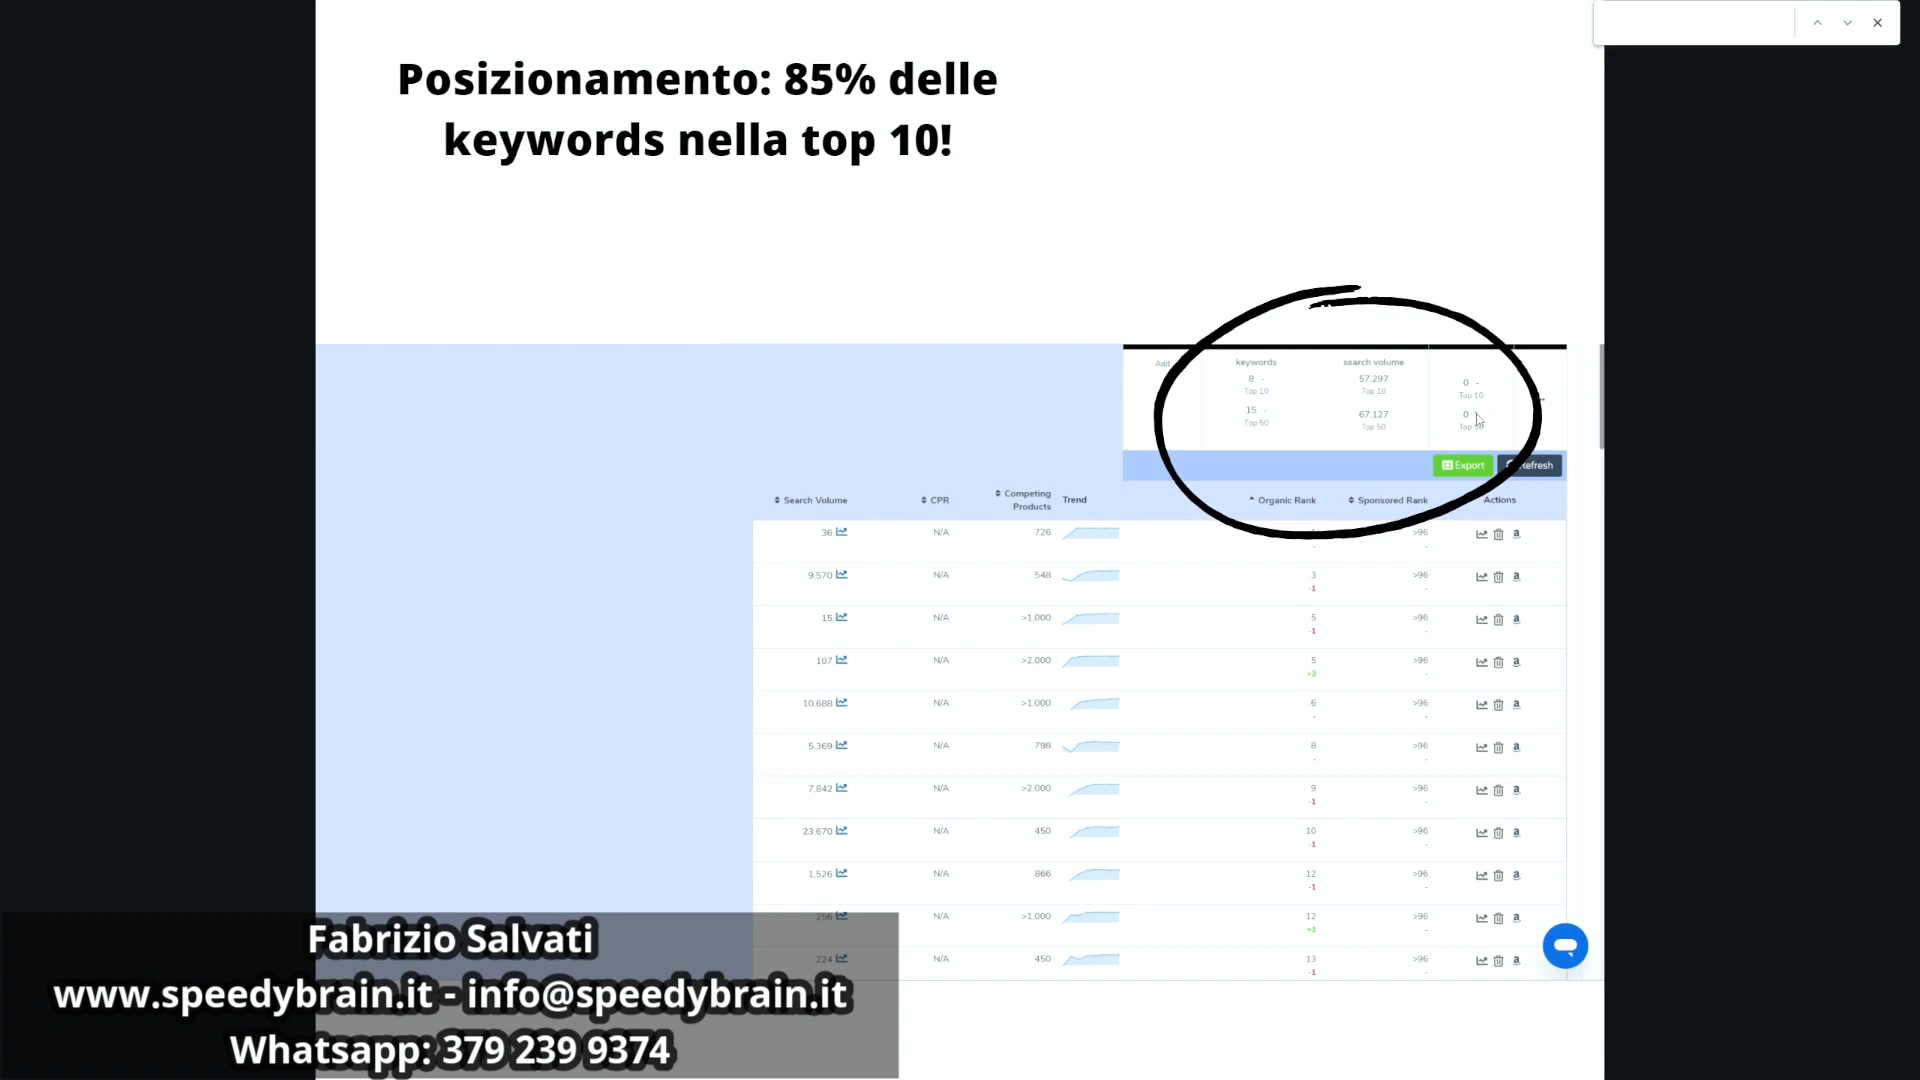 Posizionamento: 85% delle
keywords nella top 10!
Add
keywords
search volume
8 -
57,297
0 -
Top 10
Top 10
Top 10
15 -
67,127
0
Top 50
Top 50
Top
Export
Refresh
Search Volume CPR Competing Products Trend Organic Rank Sponsored Rank Actions
36 N/A 726 >96
-
9,570 N/A 548 3 >96
-1 -
15 N/A >1,000 5 >96
-1 -
107 N/A >2,000 5 >96
+3 -
10,688 N/A >1,000 6 >96
- -
5,369 N/A 798 8 >96
- -
7,842 N/A >2,000 9 >96
-1 -
23,670 N/A 450 10 >96
-1 -
1,526 N/A 866 12 >96
-1 -
256 N/A >1,000 12 >96
+1 -
224 N/A 450 13 >96
-1 -
Fabrizio Salvati
www.speedybrain.it - info@speedybrain.it
Whatsapp: 379 239 9374